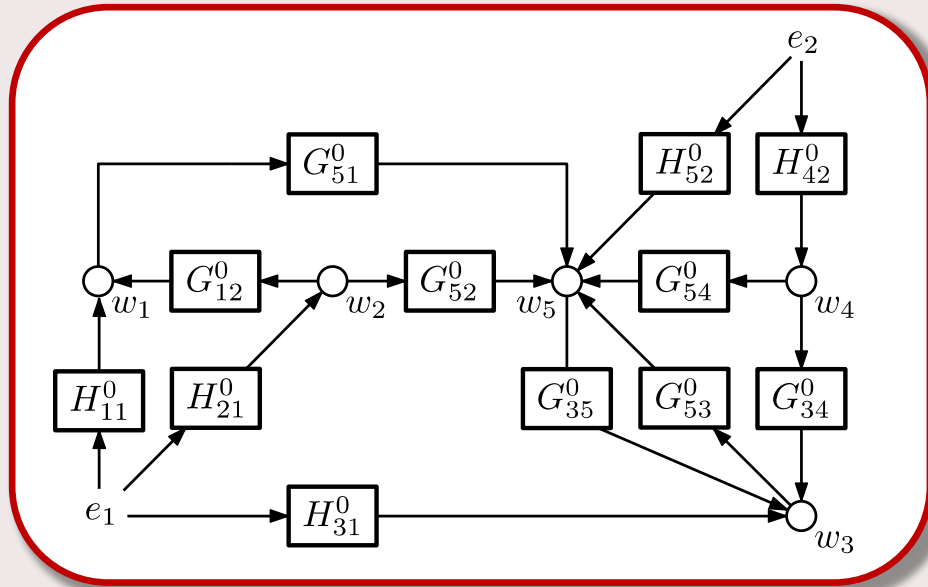 e₂
G⁰₅₁ H⁰₅₂ H⁰₄₂
G⁰₁₂ G⁰₅₂ G⁰₅₄
w₁ w₂ w₅ w₄
H⁰₁₁ H⁰₂₁ G⁰₃₅ G⁰₅₃ G⁰₃₄
e₁ H⁰₃₁
w₃